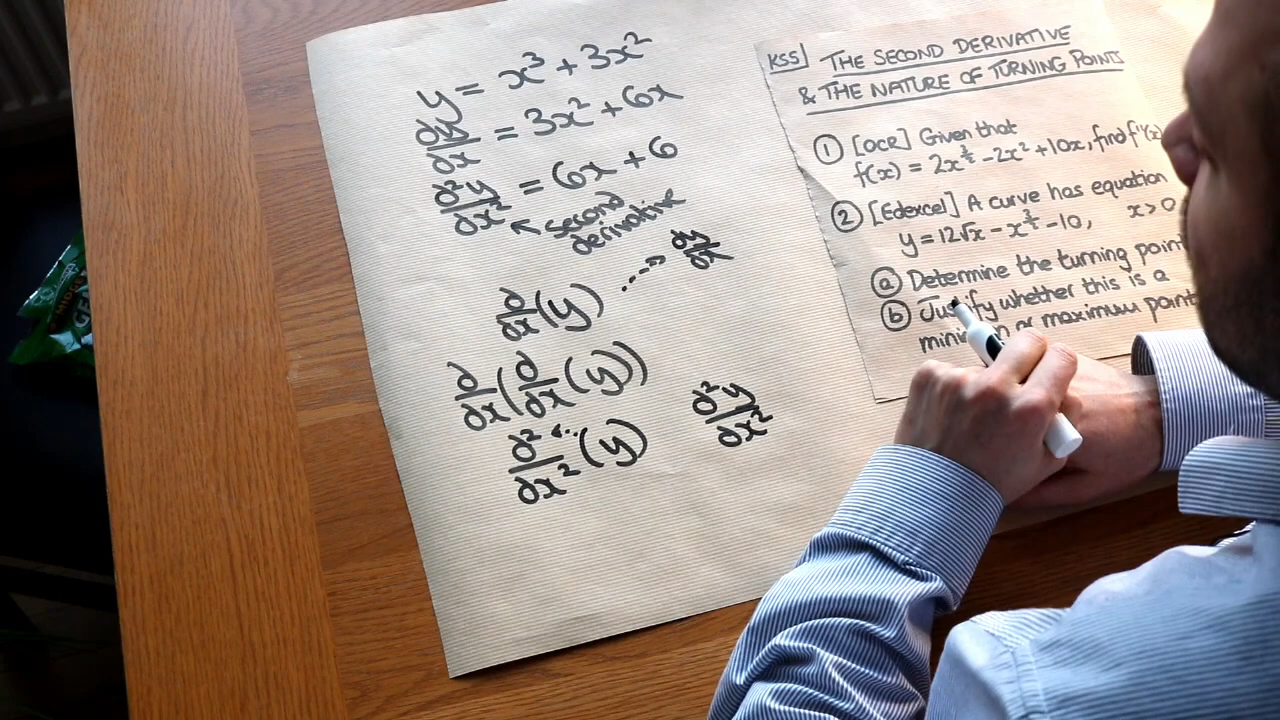 y = x³ + 3x²
dy/dx = 3x² + 6x
d²y/dx² = 6x + 6
Second
derivative
d/dx (y) ····> dy/dx
d/dx (d/dx (y))
d²/dx² (y)
d²y/dx²
KS5 THE SECOND DERIVATIVE
& THE NATURE OF TURNING POINTS
① [OCR] Given that
f(x) = 2x^{3/2} - 2x² + 10x, find f''(x)
② [Edexcel] A curve has equation
y = 12√x - x^{3/2} - 10, x > 0
ⓐ Determine the turning point
ⓑ Justify whether this is a
or maximum point